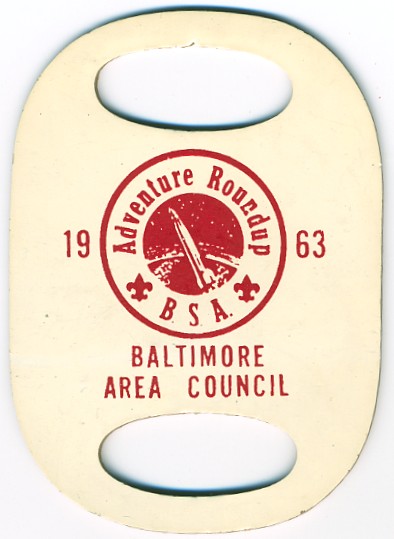 Adventure Roundup
19 63
B.S.A.
BALTIMORE
AREA COUNCIL